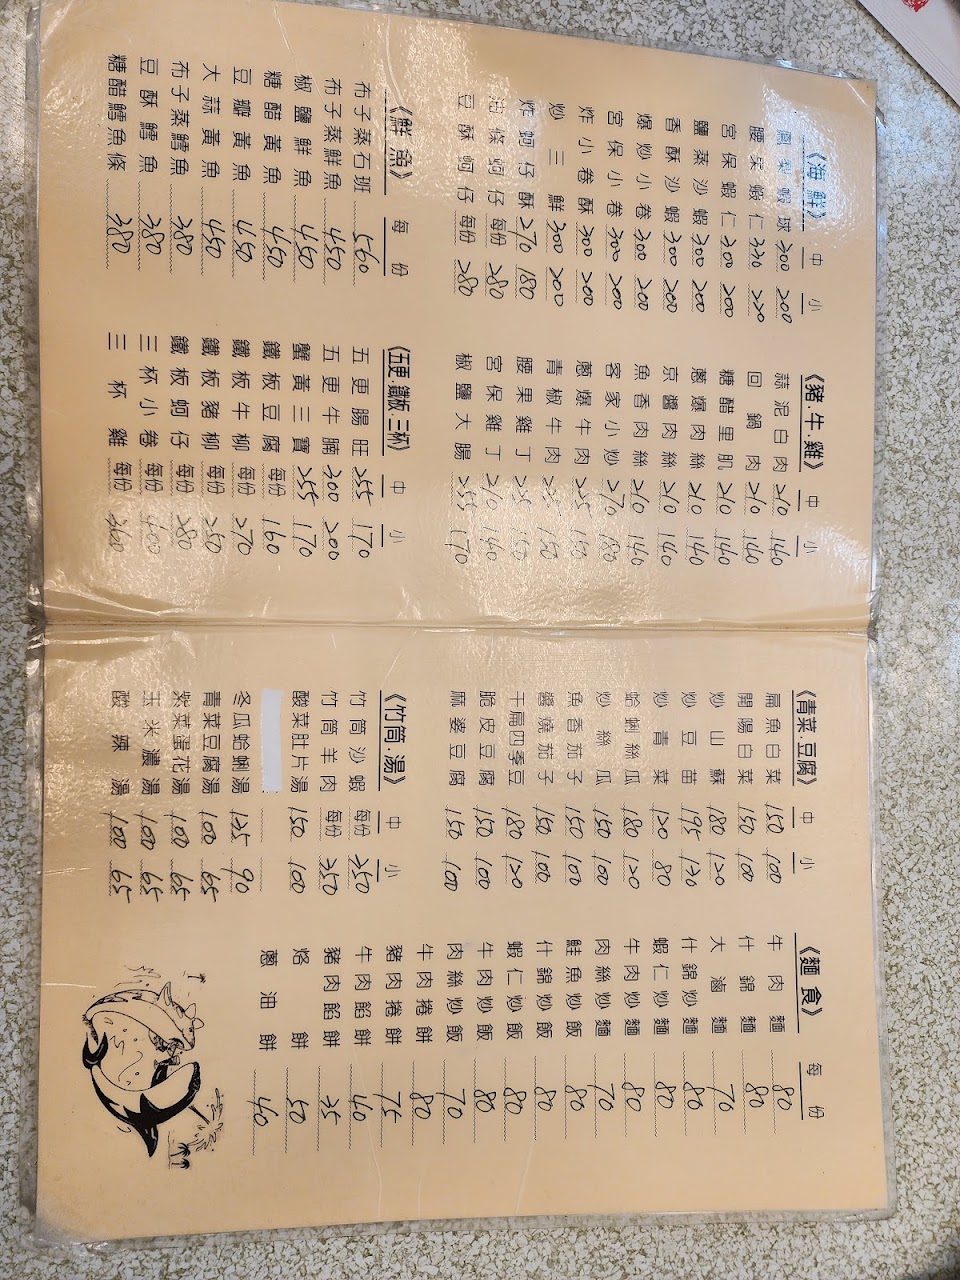 《海鮮》 中 小
鳳梨蝦球 300 200
腰果蝦仁 330 220
宮保蝦仁 300 200
鹽蒸沙蝦 300 200
香酥沙蝦 300 200
爆炒小卷 300 200
宮保小卷 300 200
炸小卷酥 300 200
炒三鮮 300 200
炸蚵仔酥 270 180
油條蚵仔 每份 280
豆酥蚵仔 每份 280
《鮮魚》 每份
布子蒸石班 560
布子蒸鮮魚 450
椒鹽鮮魚 450
糖醋黃魚 450
豆瓣黃魚 450
大蒜黃魚 450
布子蒸鱈魚 380
豆酥鱈魚 380
糖醋鱈魚條 380
《豬.牛.雞》 中 小
蒜泥白肉 210 140
回鍋肉 210 140
糖醋里肌 210 140
蔥爆肉絲 210 140
京醬肉絲 210 140
魚香肉絲 210 140
客家小炒 270 180
蔥爆牛肉 225 150
青椒牛肉 225 150
腰果雞丁 225 150
宮保雞丁 210 140
椒鹽大腸 255 170
《五更.鐵板.三杯》 中 小
五更腸旺 255 170
五更牛腩 300 200
蟹黃三寶 255 170
鐵板豆腐 每份 160
鐵板牛柳 每份 270
鐵板豬柳 每份 250
鐵板蚵仔 每份 280
三杯小卷 每份 400
三杯雞 每份 360
《青菜.豆腐》 中 小
扁魚白菜 150 100
開陽白菜 150 100
炒山蘇 180 120
炒豆苗 195 130
炒青菜 120 80
蛤蜊絲瓜 180 120
炒絲瓜 150 100
魚香茄子 150 100
醬燒茄子 150 100
干扁四季豆 180 120
脆皮豆腐 150 100
麻婆豆腐 150 100
《竹筒.湯》 中 小
竹筒沙蝦 每份 250
竹筒羊肉 每份 250
酸菜肚片湯 150 100
冬瓜蛤蜊湯 135 90
青菜豆腐湯 100 65
紫菜蛋花湯 100 65
玉米濃湯 100 65
酸辣湯 100 65
《麵食》 每份
牛肉麵 80
什錦麵 80
大滷麵 70
什錦炒麵 80
蝦仁炒麵 80
牛肉炒麵 80
肉絲炒麵 70
鮭魚炒飯 80
什錦炒飯 80
蝦仁炒飯 80
牛肉炒飯 80
肉絲炒飯 70
牛肉捲餅 80
豬肉捲餅 75
牛肉餡餅 40
豬肉餡餅 35
烙餅 50
蔥油餅 40